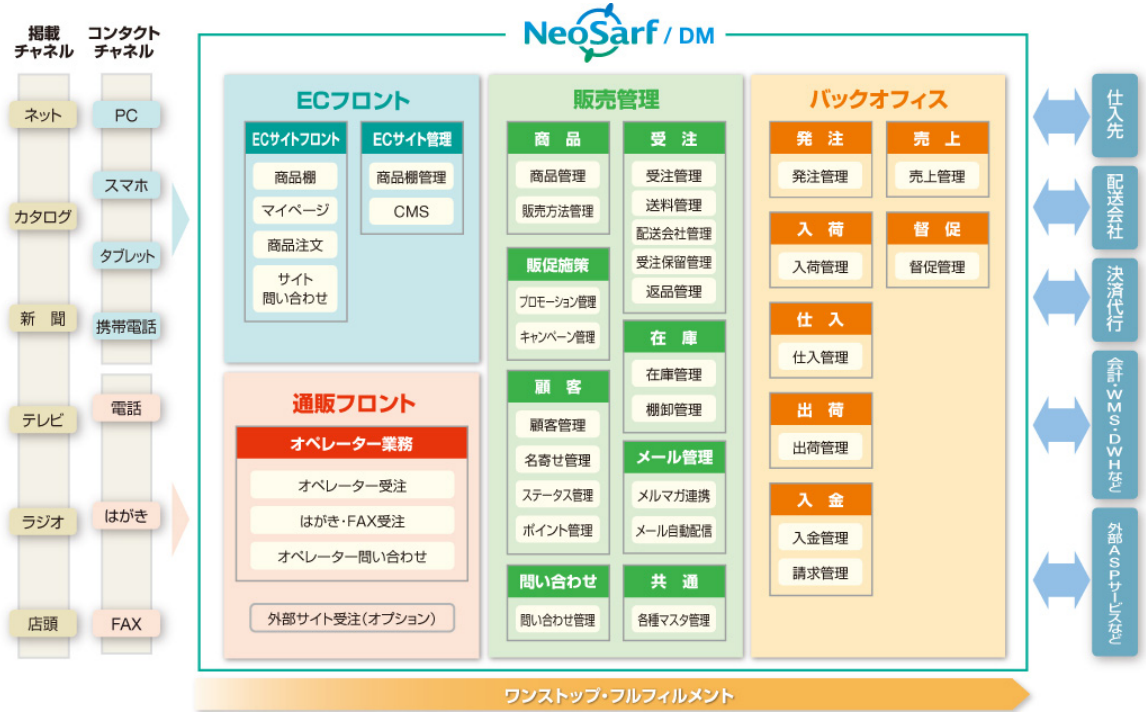 掲載
チャネル
コンタクト
チャネル
NeoSarf / DM
ネット
カタログ
新　聞
テレビ
ラジオ
店頭
PC
スマホ
タブレット
携帯電話
電話
はがき
FAX
ECフロント
ECサイトフロント
商品棚
マイページ
商品注文
サイト
問い合わせ
ECサイト管理
商品棚管理
CMS
通販フロント
オペレーター業務
オペレーター受注
はがき・FAX受注
オペレーター問い合わせ
外部サイト受注(オプション)
販売管理
商　品
商品管理
販売方法管理
販促施策
プロモーション管理
キャンペーン管理
顧　客
顧客管理
名寄せ管理
ステータス管理
ポイント管理
問い合わせ
問い合わせ管理
受　注
受注管理
送料管理
配送会社管理
受注保留管理
返品管理
在　庫
在庫管理
棚卸管理
メール管理
メルマガ連携
メール自動配信
共　通
各種マスタ管理
バックオフィス
発　注
発注管理
入　荷
入荷管理
仕　入
仕入管理
出　荷
出荷管理
入　金
入金管理
請求管理
売　上
売上管理
督　促
督促管理
仕入先
配送会社
決済代行
会計・WMS・DWHなど
外部ASPサービスなど
ワンストップ・フルフィルメント